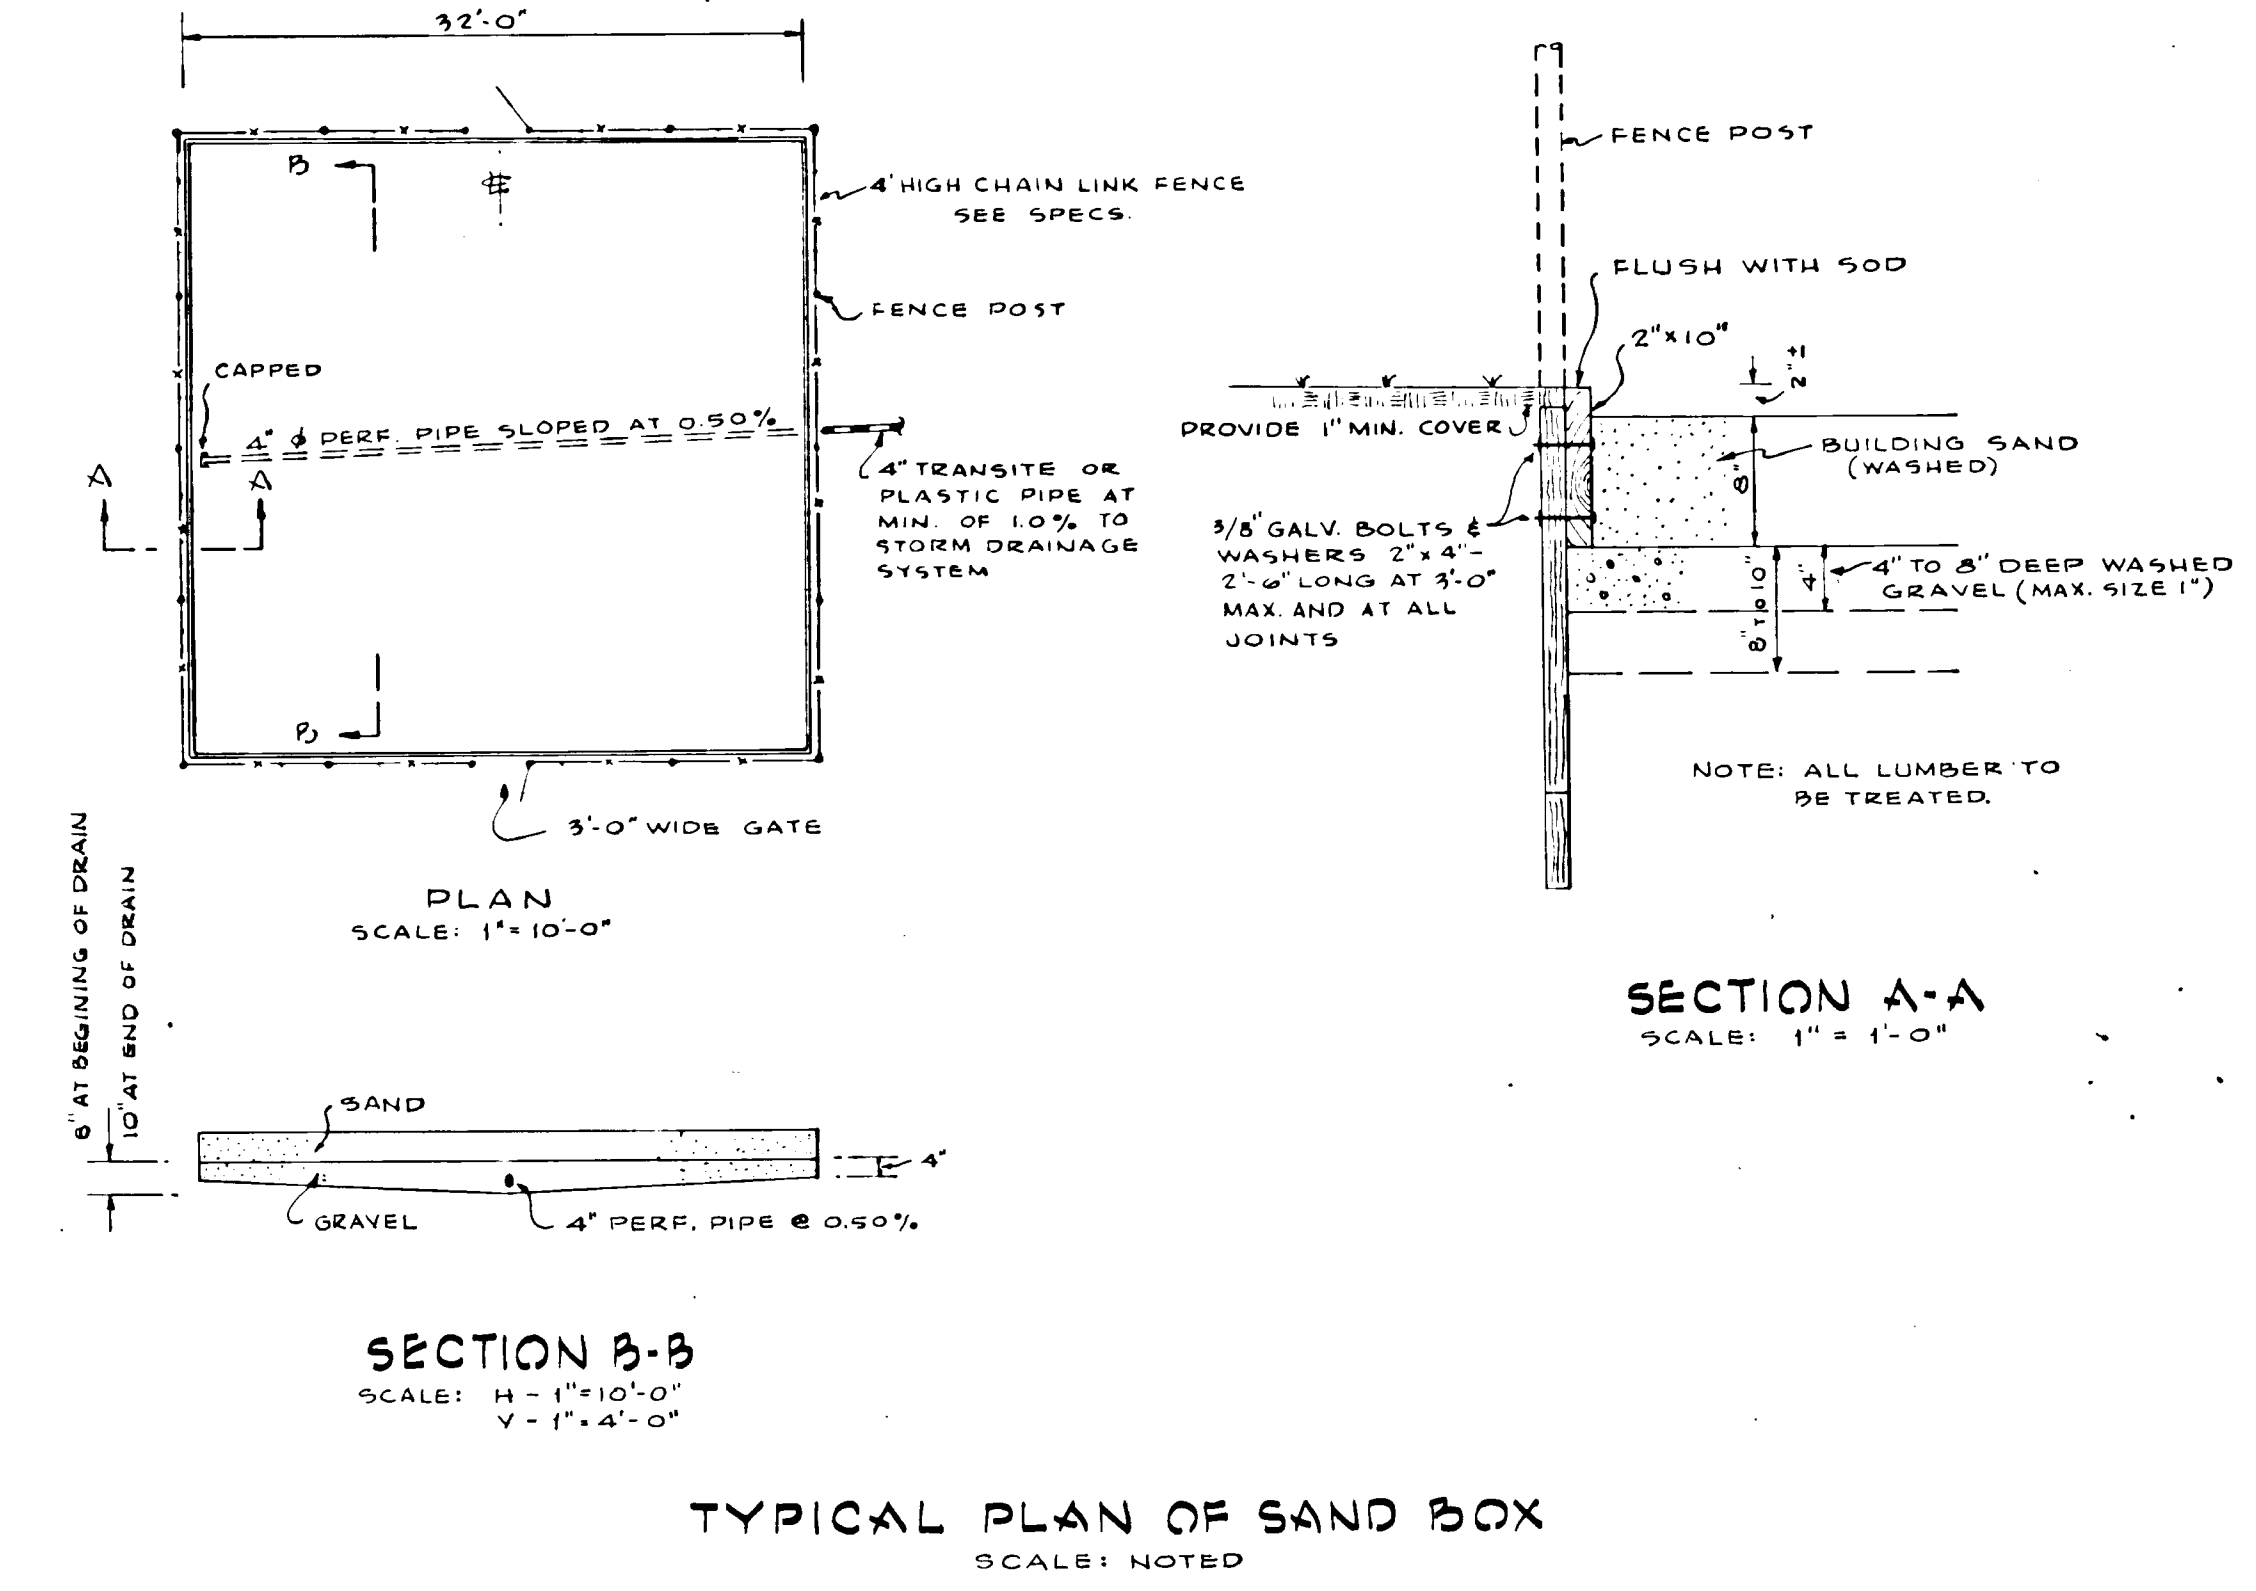 32'-0"
B
℄
4' HIGH CHAIN LINK FENCE
SEE SPECS.
FENCE POST
CAPPED
4" ϕ PERF. PIPE SLOPED AT 0.50%
A
A
4" TRANSITE OR
PLASTIC PIPE AT
MIN. OF 1.0% TO
STORM DRAINAGE
SYSTEM
B
3'-0" WIDE GATE
PLAN
SCALE: 1" = 10'-0"
FENCE POST
FLUSH WITH SOD
2" x 10"
2" ±
PROVIDE 1" MIN. COVER
BUILDING SAND
(WASHED)
8"
3/8" GALV. BOLTS &
WASHERS 2" x 4" -
2'-6" LONG AT 3'-0"
MAX. AND AT ALL
JOINTS
4" TO 8" DEEP WASHED
GRAVEL (MAX. SIZE 1")
4"
8" TO 10"
NOTE: ALL LUMBER TO
BE TREATED.
SECTION A-A
SCALE: 1" = 1'-0"
8" AT BEGINING OF DRAIN
10" AT END OF DRAIN
SAND
4"
GRAVEL
4" PERF. PIPE @ 0.50%
SECTION B-B
SCALE: H - 1" = 10'-0"
V - 1" = 4'-0"
TYPICAL PLAN OF SAND BOX
SCALE: NOTED